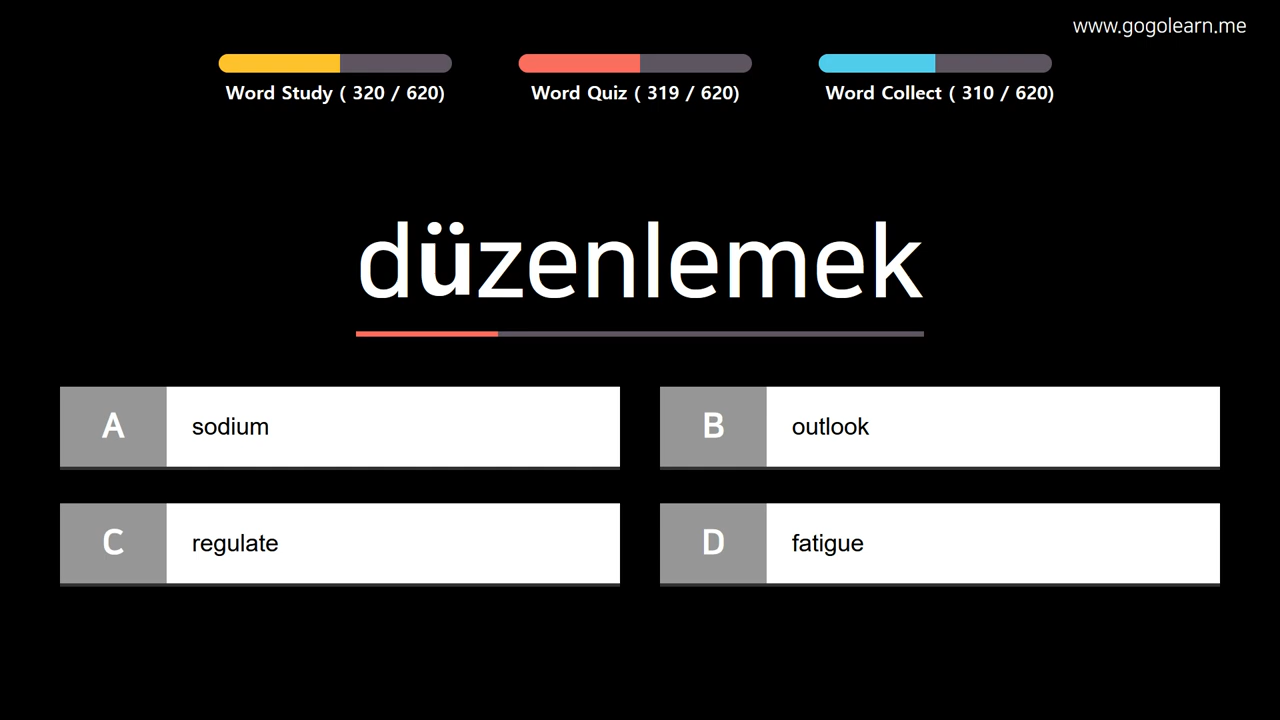 www.gogolearn.me
Word Study ( 320 / 620)
Word Quiz ( 319 / 620)
Word Collect ( 310 / 620)
düzenlemek
A sodium
B outlook
C regulate
D fatigue